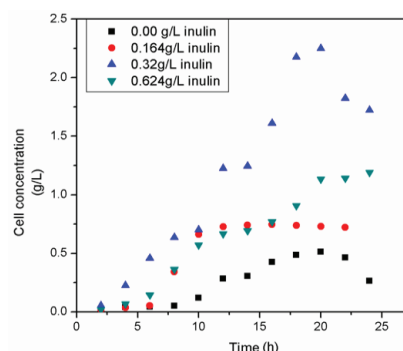 2.5
2.0
1.5
1.0
0.5
0.0
0.00 g/L inulin
0.164g/L inulin
0.32g/L inulin
0.624g/L inulin
Cell concentration
(g/L)
0 5 10 15 20 25
Time (h)